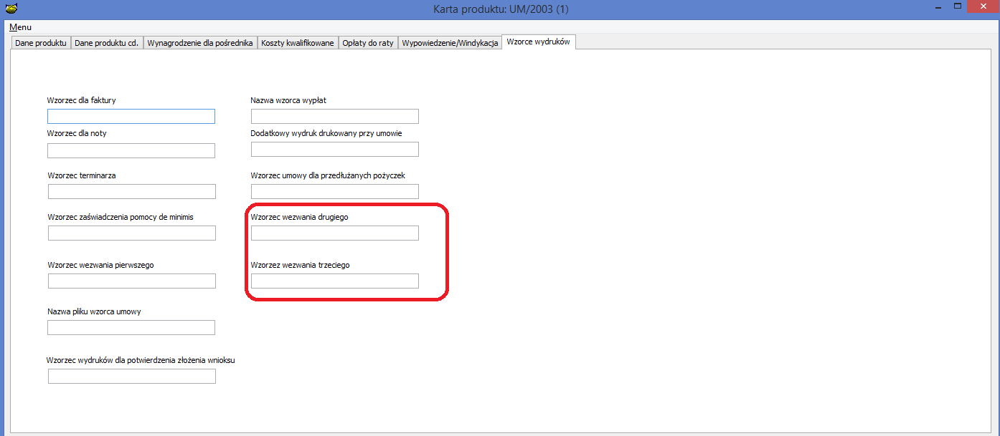 Karta produktu: UM/2003 (1)
Menu
Dane produktu Dane produktu cd. Wynagrodzenie dla pośrednika Koszty kwalifikowane Opłaty do raty Wypowiedzenie/Windykacja Wzorce wydruków
Wzorzec dla faktury
Nazwa wzorca wypłat
Wzorzec dla noty
Dodatkowy wydruk drukowany przy umowie
Wzorzec terminarza
Wzorzec umowy dla przedłużanych pożyczek
Wzorzec zaświadczenia pomocy de minimis
Wzorzec wezwania drugiego
Wzorzec wezwania pierwszego
Wzorzez wezwania trzeciego
Nazwa pliku wzorca umowy
Wzorzec wydruków dla potwierdzenia złożenia wnioksu